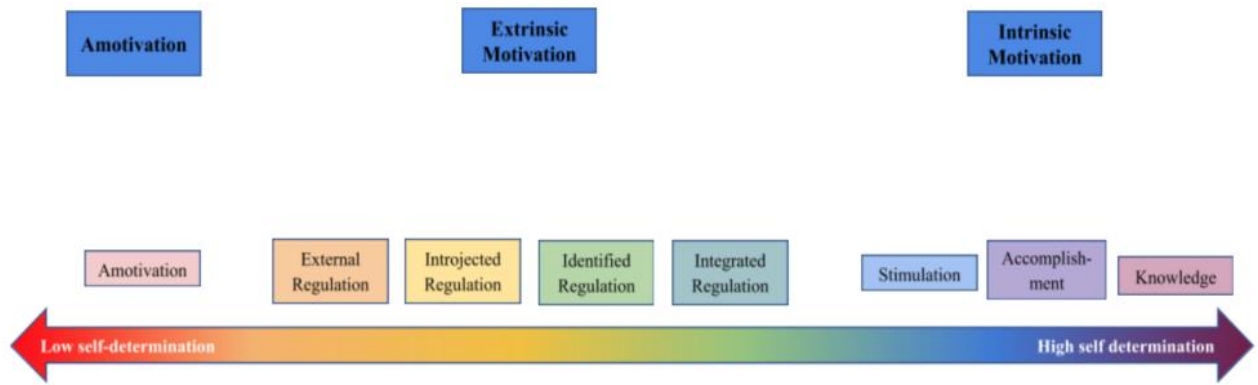 Amotivation
Extrinsic
Motivation
Intrinsic
Motivation
Amotivation
External
Regulation
Introjected
Regulation
Identified
Regulation
Integrated
Regulation
Stimulation
Accomplish-
ment
Knowledge
Low self-determination
High self determination